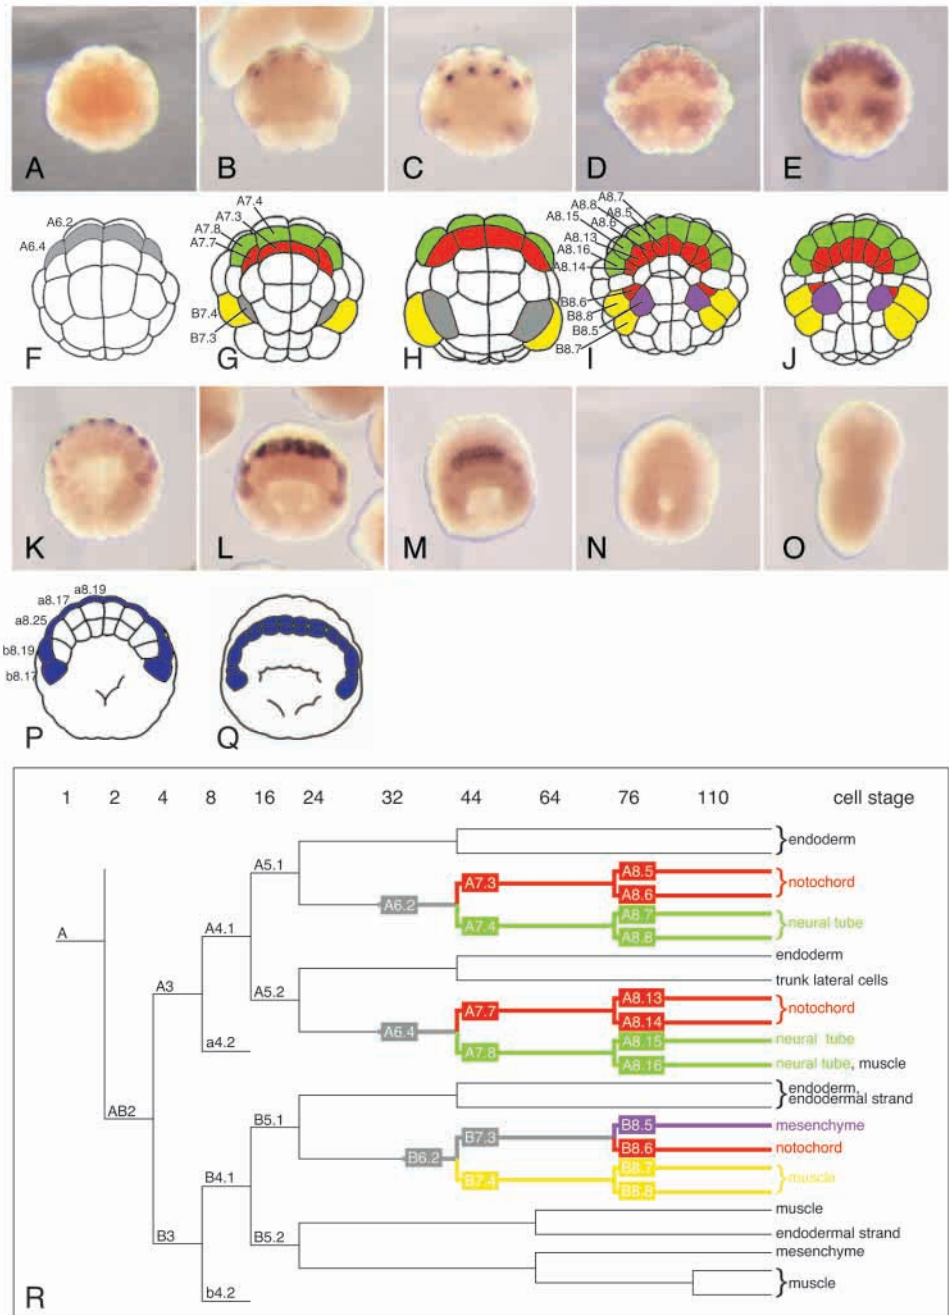 A
B
C
D
E
A6.2
A6.4
F
A7.4
A7.3
A7.8
A7.7
B7.4
B7.3
G
H
A8.7
A8.8 A8.5
A8.15 A8.6
A8.13
A8.16
A8.14
B8.6
B8.8
B8.5
B8.7
I
J
K
L
M
N
O
a8.19
a8.17
a8.25
b8.19
b8.17
P
Q
1 2 4 8 16 24 32 44 64 76 110 cell stage
endoderm
A5.1
A8.5
A7.3
notochord
A8.6
A6.2
A8.7
A7.4
neural tube
A8.8
A4.1
endoderm
A
A3
A5.2
trunk lateral cells
A8.13
A7.7
notochord
A8.14
A6.4
A8.15 neural tube
a4.2
A7.8
A8.16 neural tube, muscle
AB2
B5.1
endoderm,
endodermal strand
B8.5 mesenchyme
B7.3
B8.6 notochord
B6.2
B8.7
B4.1
B7.4
muscle
B8.8
muscle
B3
B5.2
endodermal strand
mesenchyme
muscle
b4.2
R